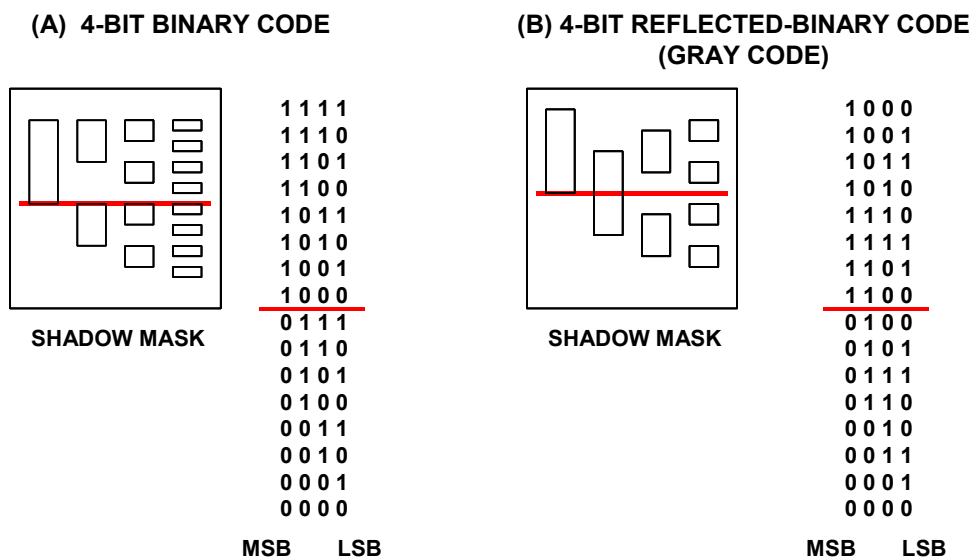 (A) 4-BIT BINARY CODE
1 1 1 1
1 1 1 0
1 1 0 1
1 1 0 0
1 0 1 1
1 0 1 0
1 0 0 1
1 0 0 0
0 1 1 1
0 1 1 0
0 1 0 1
0 1 0 0
0 0 1 1
0 0 1 0
0 0 0 1
0 0 0 0
SHADOW MASK
MSB LSB
(B) 4-BIT REFLECTED-BINARY CODE
(GRAY CODE)
1 0 0 0
1 0 0 1
1 0 1 1
1 0 1 0
1 1 1 0
1 1 1 1
1 1 0 1
1 1 0 0
0 1 0 0
0 1 0 1
0 1 1 1
0 1 1 0
0 0 1 0
0 0 1 1
0 0 0 1
0 0 0 0
SHADOW MASK
MSB LSB